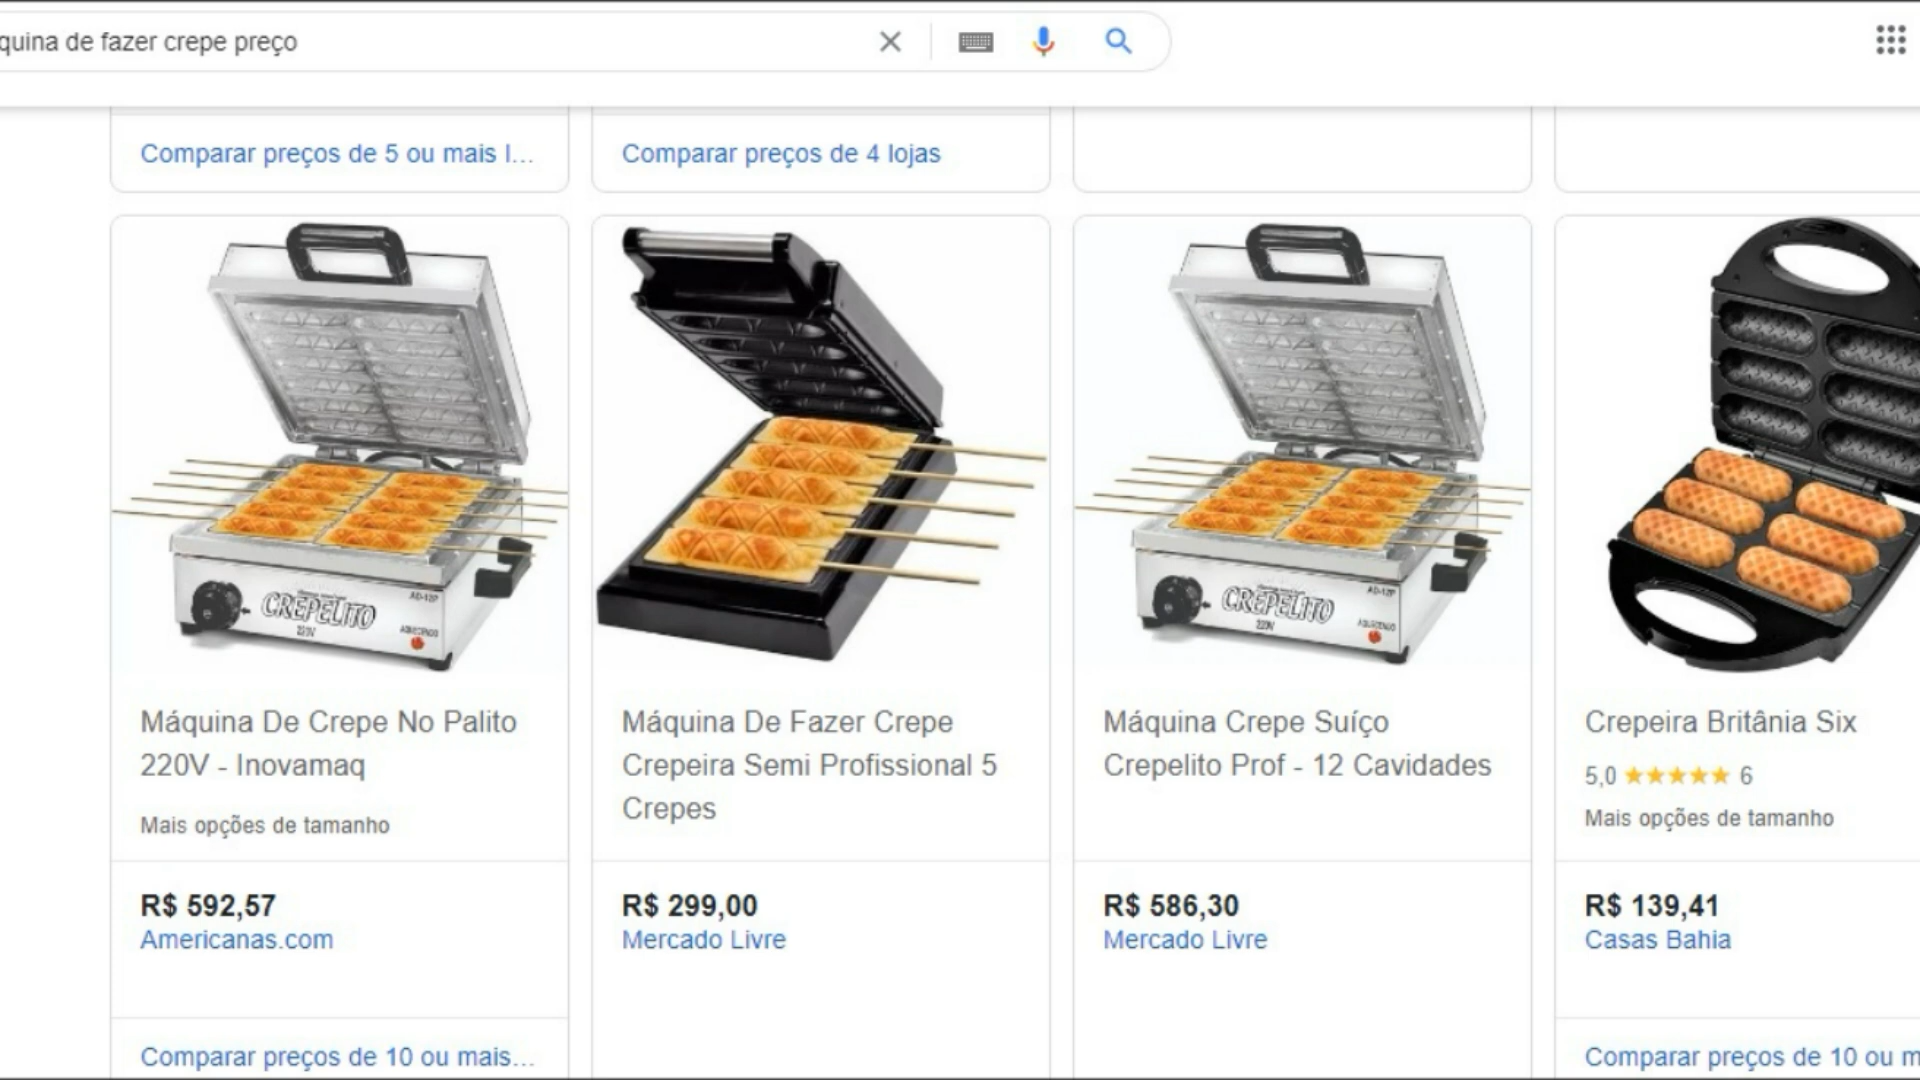 quina de fazer crepe preço
Comparar preços de 5 ou mais l...
Comparar preços de 4 lojas
CREPELITO
220V
AQUECENDO
CREPELITO
220V
AQUECENDO
Máquina De Crepe No Palito
220V - Inovamaq
Mais opções de tamanho
R$ 592,57
Americanas.com
Comparar preços de 10 ou mais...
Máquina De Fazer Crepe
Crepeira Semi Profissional 5
Crepes
R$ 299,00
Mercado Livre
Máquina Crepe Suíço
Crepelito Prof - 12 Cavidades
R$ 586,30
Mercado Livre
Crepeira Britânia Six
5,0 ★★★★★ 6
Mais opções de tamanho
R$ 139,41
Casas Bahia
Comparar preços de 10 ou m